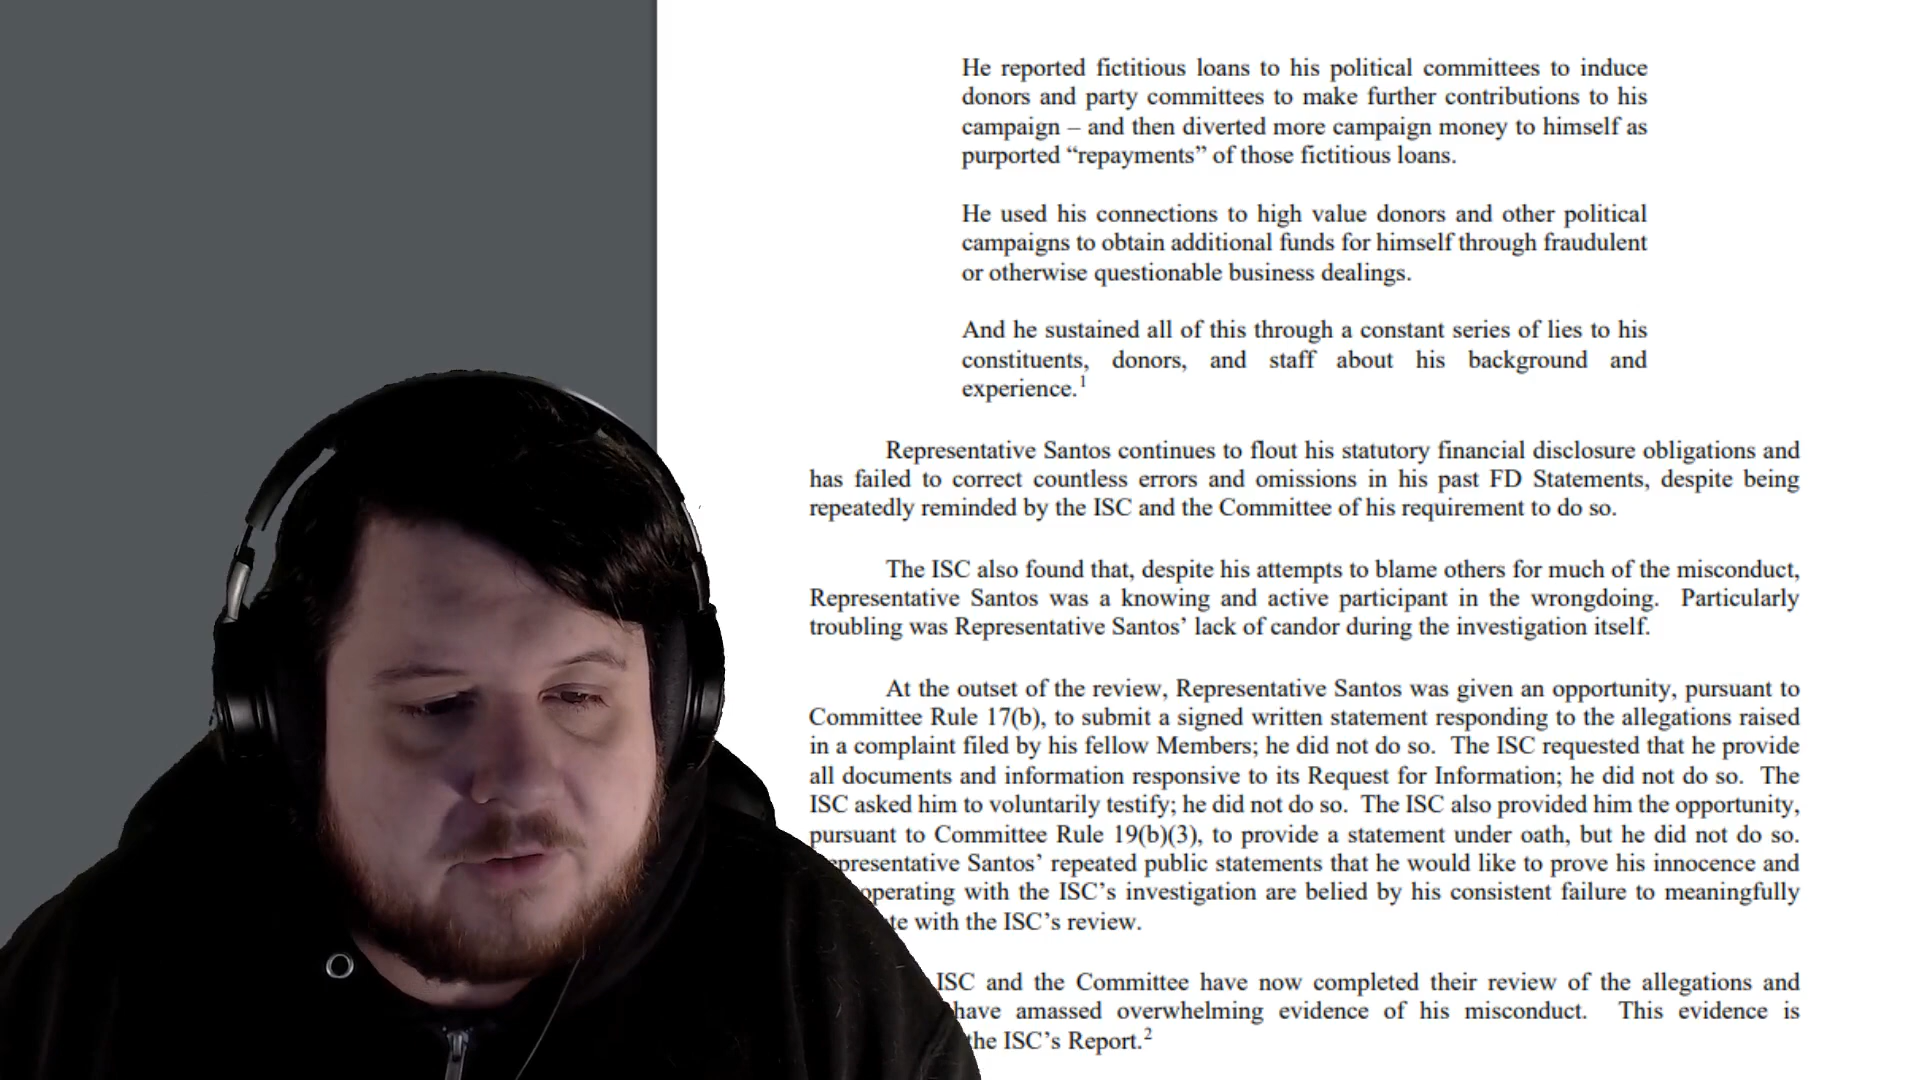 He reported fictitious loans to his political committees to induce
donors and party committees to make further contributions to his
campaign – and then diverted more campaign money to himself as
purported “repayments” of those fictitious loans.
He used his connections to high value donors and other political
campaigns to obtain additional funds for himself through fraudulent
or otherwise questionable business dealings.
And he sustained all of this through a constant series of lies to his
constituents, donors, and staff about his background and
experience.1
Representative Santos continues to flout his statutory financial disclosure obligations and
has failed to correct countless errors and omissions in his past FD Statements, despite being
repeatedly reminded by the ISC and the Committee of his requirement to do so.
The ISC also found that, despite his attempts to blame others for much of the misconduct,
Representative Santos was a knowing and active participant in the wrongdoing. Particularly
troubling was Representative Santos’ lack of candor during the investigation itself.
At the outset of the review, Representative Santos was given an opportunity, pursuant to
Committee Rule 17(b), to submit a signed written statement responding to the allegations raised
in a complaint filed by his fellow Members; he did not do so. The ISC requested that he provide
all documents and information responsive to its Request for Information; he did not do so. The
ISC asked him to voluntarily testify; he did not do so. The ISC also provided him the opportunity,
pursuant to Committee Rule 19(b)(3), to provide a statement under oath, but he did not do so.
Santos’ repeated public statements that he would like to prove his innocence and
with the ISC’s investigation are belied by his consistent failure to meaningfully
with the ISC’s review.
ISC and the Committee have now completed their review of the allegations and
have amassed overwhelming evidence of his misconduct. This evidence is
the ISC’s Report.2